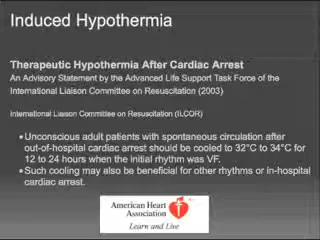 Induced Hypothermia
Therapeutic Hypothermia After Cardiac Arrest
An Advisory Statement by the Advanced Life Support Task Force of the
International Liaison Committee on Resuscitation (2003)
International Liaison Committee on Resuscitation (ILCOR)
• Unconscious adult patients with spontaneous circulation after
out-of-hospital cardiac arrest should be cooled to 32°C to 34°C for
12 to 24 hours when the initial rhythm was VF.
• Such cooling may also be beneficial for other rhythms or in-hospital
cardiac arrest.
American Heart
Association
Learn and Live